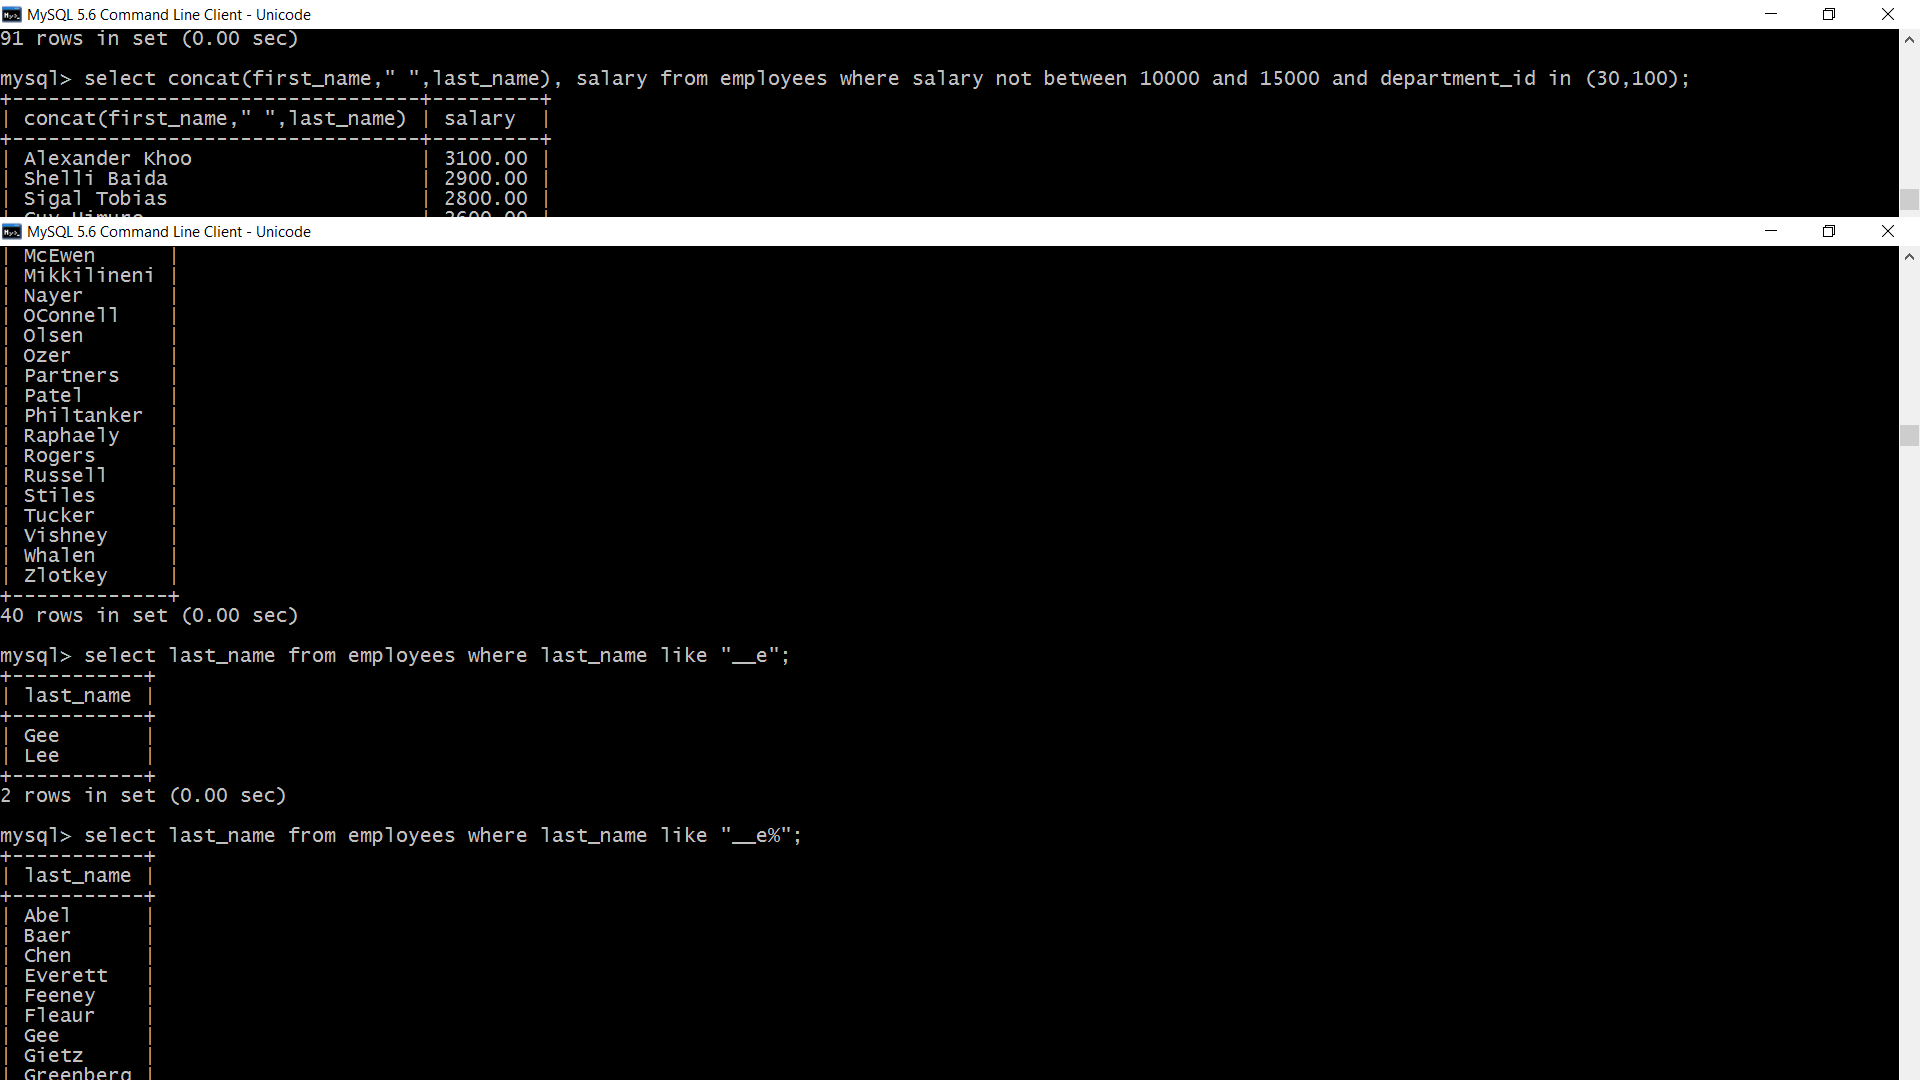 MySQL 5.6 Command Line Client - Unicode
91 rows in set (0.00 sec)
mysql> select concat(first_name," ",last_name), salary from employees where salary not between 10000 and 15000 and department_id in (30,100);
+----------------------------------+---------+
| concat(first_name," ",last_name) | salary  |
+----------------------------------+---------+
| Alexander Khoo                   | 3100.00 |
| Shelli Baida                     | 2900.00 |
| Sigal Tobias                     | 2800.00 |
| Guy Himuro                       | 2600.00 |
MySQL 5.6 Command Line Client - Unicode
| McEwen      |
| Mikkilineni |
| Nayer       |
| OConnell    |
| Olsen       |
| Ozer        |
| Partners    |
| Patel       |
| Philtanker  |
| Raphaely    |
| Rogers      |
| Russell     |
| Stiles      |
| Tucker      |
| Vishney     |
| Whalen      |
| Zlotkey     |
+-------------+
40 rows in set (0.00 sec)
mysql> select last_name from employees where last_name like "__e";
+-----------+
| last_name |
+-----------+
| Gee       |
| Lee       |
+-----------+
2 rows in set (0.00 sec)
mysql> select last_name from employees where last_name like "__e%";
+-----------+
| last_name |
+-----------+
| Abel      |
| Baer      |
| Chen      |
| Everett   |
| Feeney    |
| Fleaur    |
| Gee       |
| Gietz     |
| Greenberg |